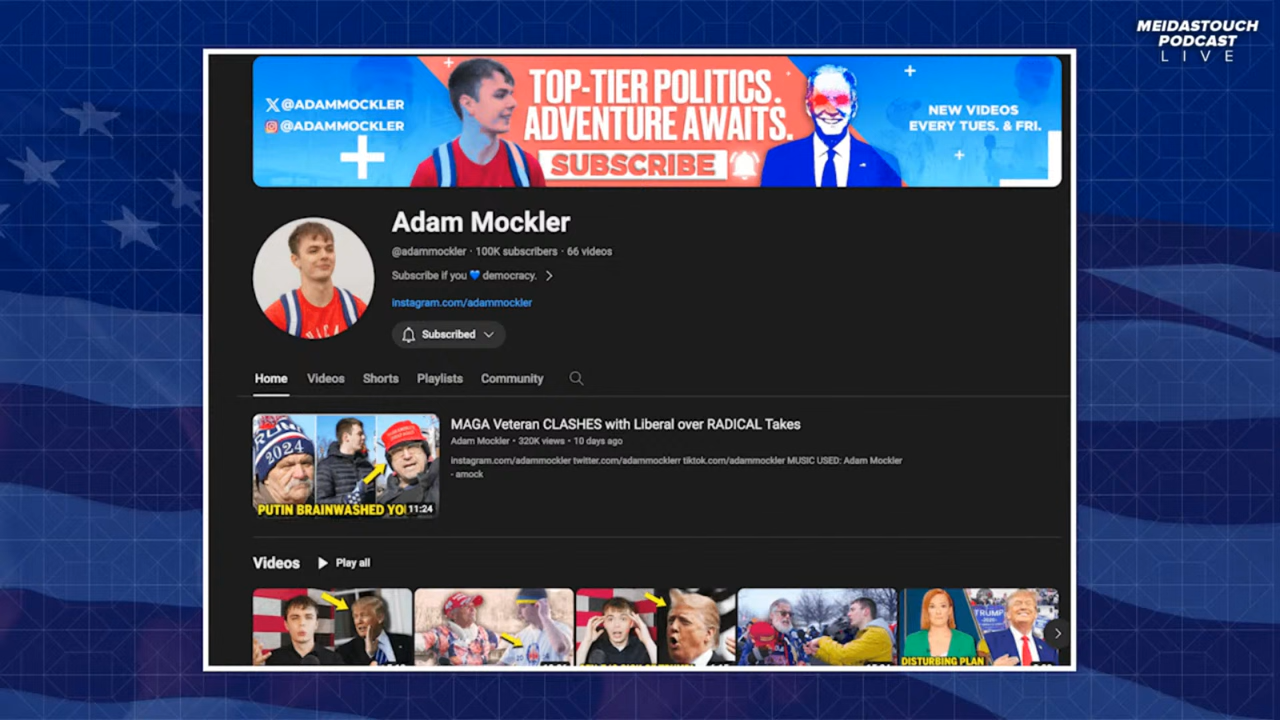 MEIDASTOUCH
PODCAST
LIVE
@ADAMMOCKLER
@ADAMMOCKLER
TOP-TIER POLITICS.
ADVENTURE AWAITS.
SUBSCRIBE
NEW VIDEOS
EVERY TUES. & FRI.
Adam Mockler
@adammockler · 100K subscribers · 66 videos
Subscribe if you 💙 democracy.
instagram.com/adammockler
Subscribed
Home Videos Shorts Playlists Community
2024
PUTIN BRAINWASHED YO
11:24
MAGA Veteran CLASHES with Liberal over RADICAL Takes
Adam Mockler • 320K views • 10 days ago
instagram.com/adammockler twitter.com/adammocklerr tiktok.com/adammockler MUSIC USED: Adam Mockler
- amock
Videos Play all
TRUMP
DISTURBING PLAN